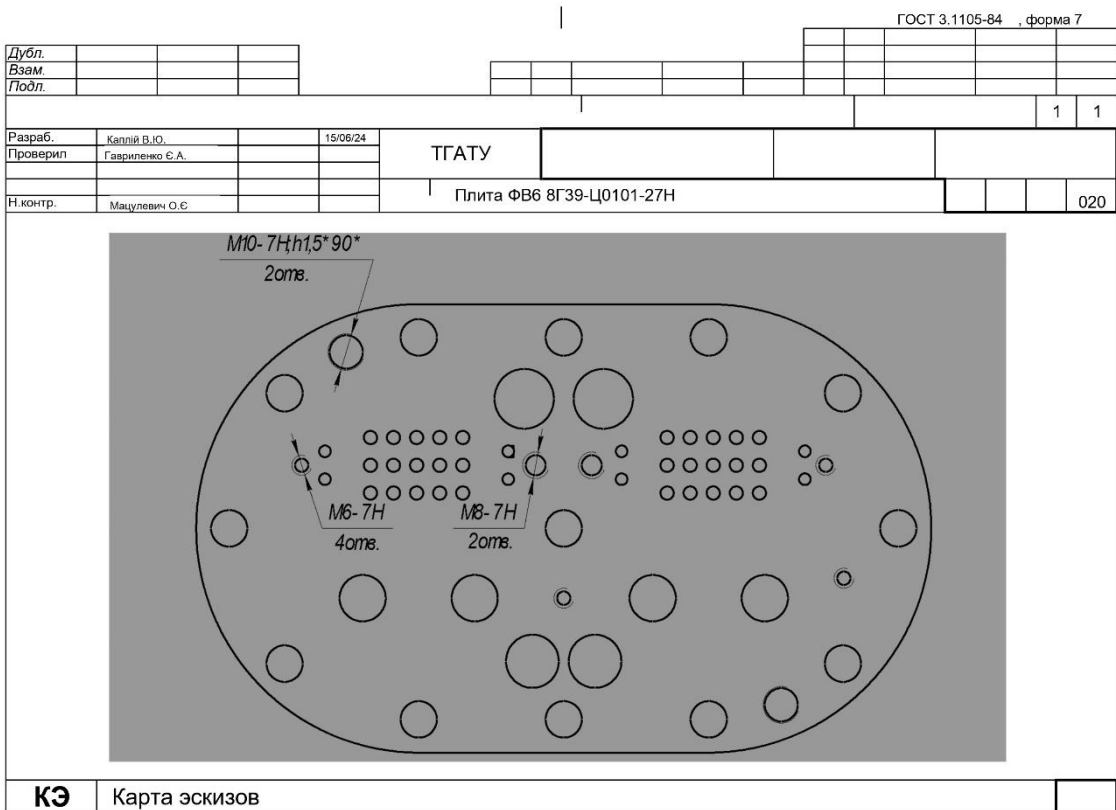 ГОСТ 3.1105-84 , форма 7
Дубл.
Взам.
Подл.
1 1
Разраб. Каплій В.Ю. 15/06/24
Проверил Гавриленко Є.А.
ТГАТУ
Н.контр. Мацулевич О.Є
Плита ФВ6 8Г39-Ц0101-27Н
020
М10-7Н,h1,5*90*
2отв.
М6-7Н
4отв.
М8-7Н
2отв.
КЭ Карта эскизов